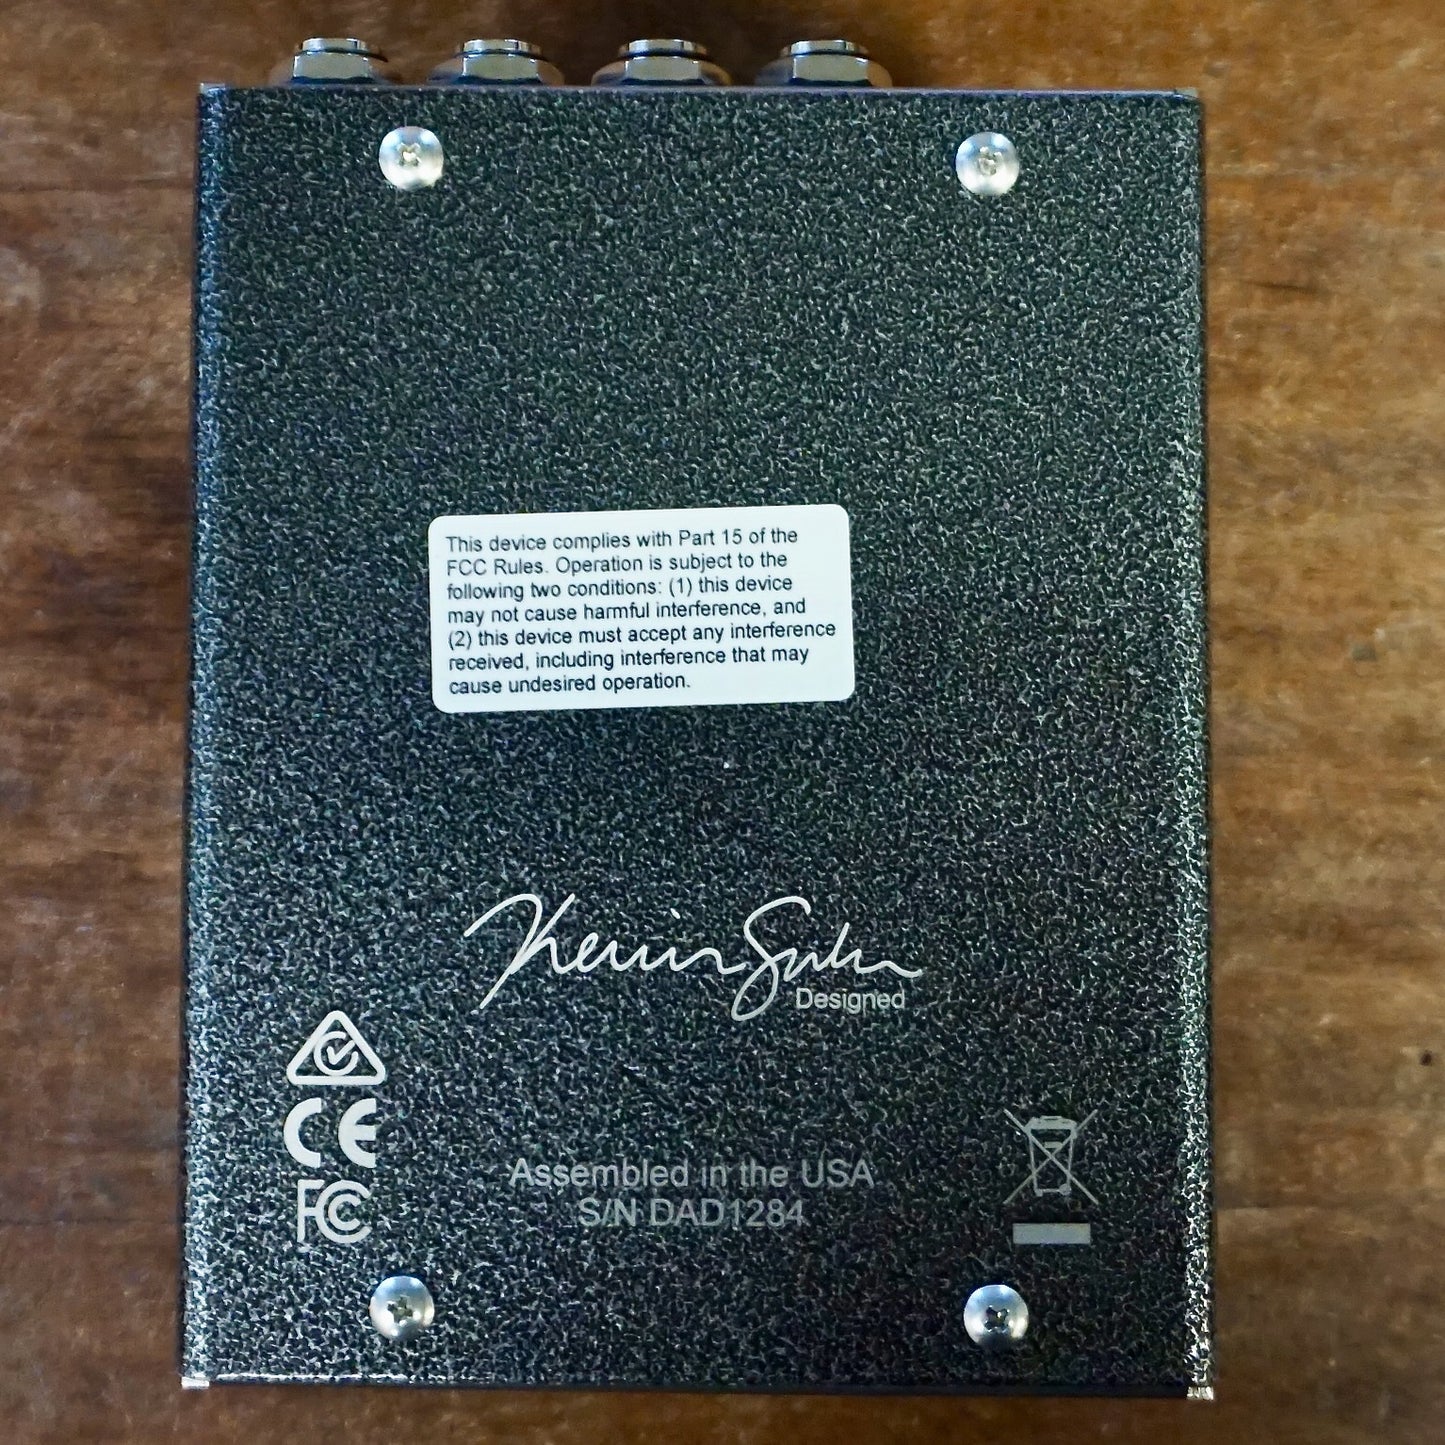 This device complies with Part 15 of the
FCC Rules. Operation is subject to the
following two conditions: (1) this device
may not cause harmful interference, and
(2) this device must accept any interference
received, including interference that may
cause undesired operation.
Kevin Suhr
Designed
CE
FC
Assembled in the USA
S/N DAD1284